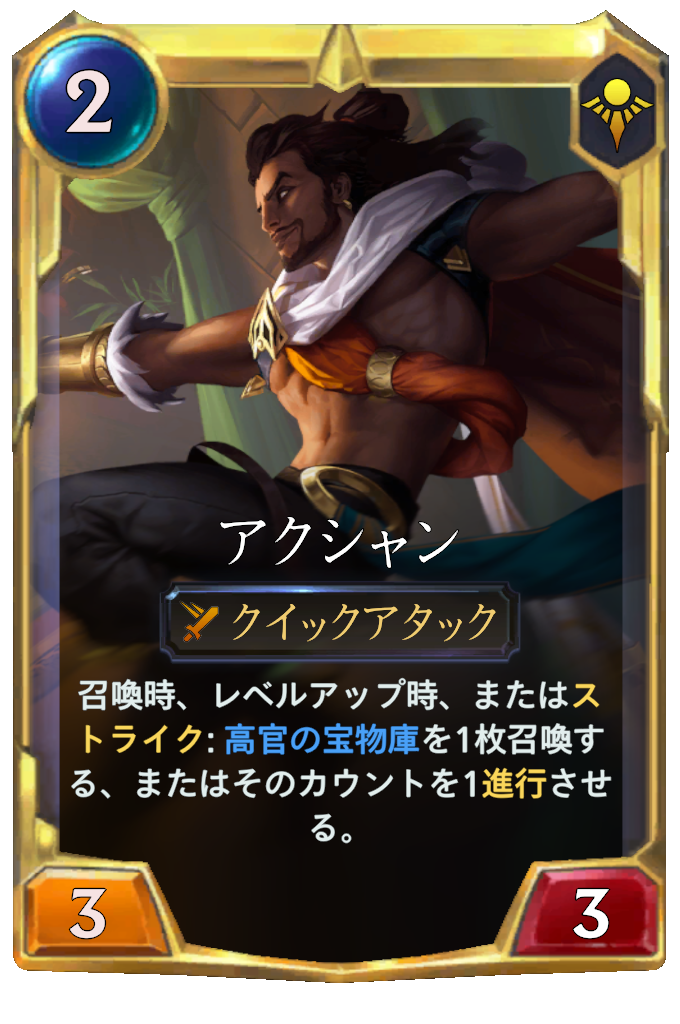 2
アクシャン
クイックアタック
召喚時、レベルアップ時、またはス
トライク: 高官の宝物庫を1枚召喚す
る、またはそのカウントを1進行させ
る。
3
3